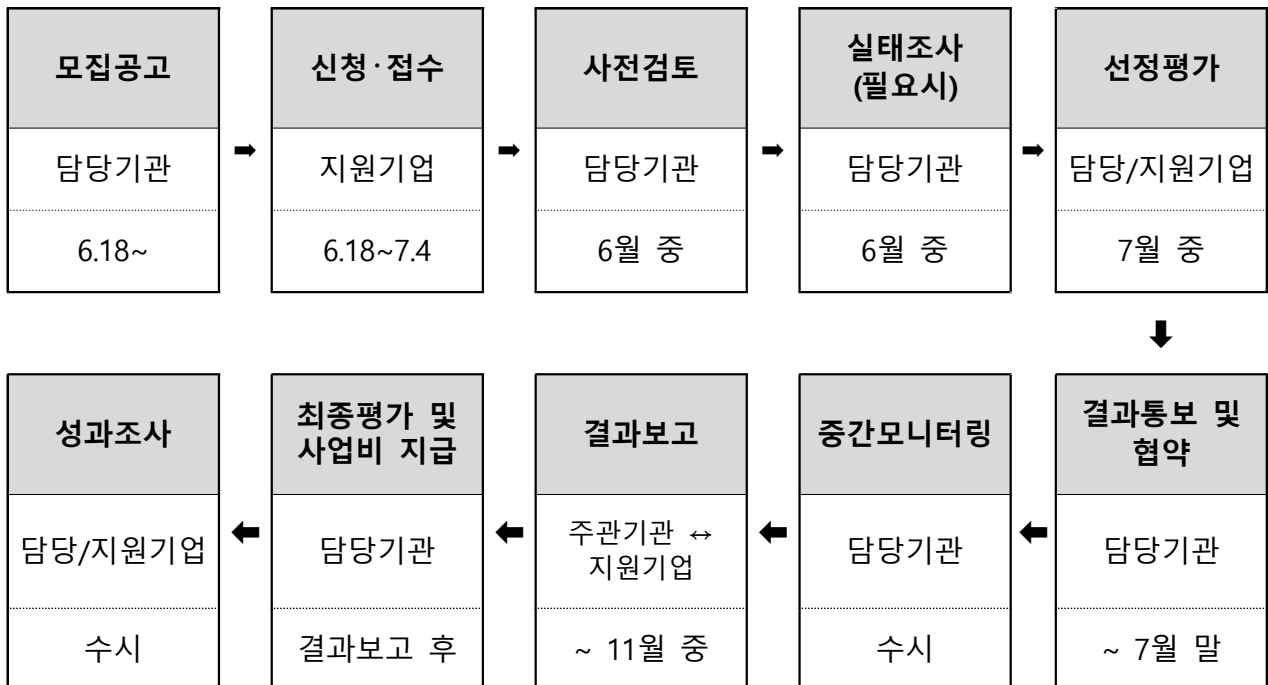 모집공고
담당기관
6.18~
➡
신청·접수
지원기업
6.18~7.4
➡
사전검토
담당기관
6월 중
➡
실태조사
(필요시)
담당기관
6월 중
➡
선정평가
담당/지원기업
7월 중
⬇
결과통보 및
협약
담당기관
~ 7월 말
⬅
중간모니터링
담당기관
수시
⬅
결과보고
주관기관 ↔
지원기업
~ 11월 중
⬅
최종평가 및
사업비 지급
담당기관
결과보고 후
⬅
성과조사
담당/지원기업
수시